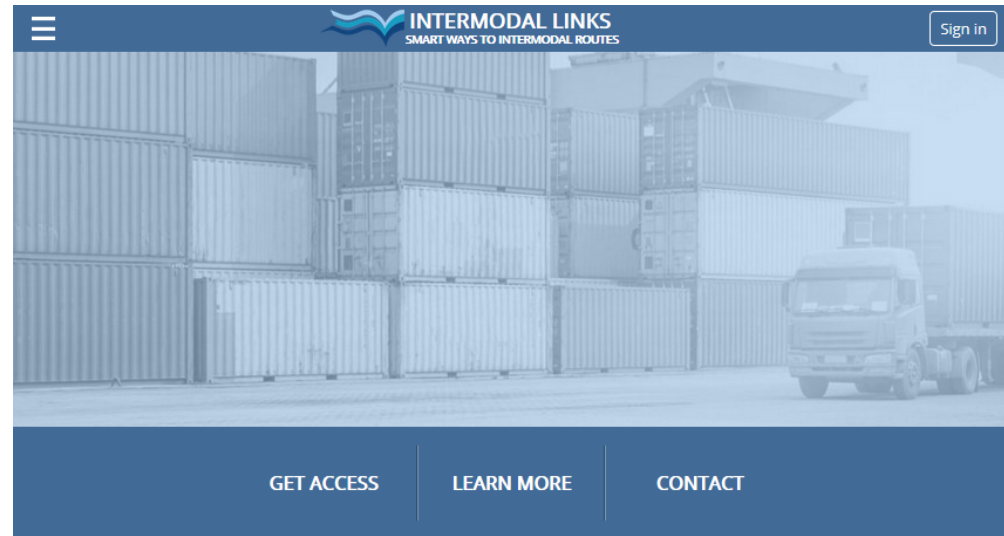 INTERMODAL LINKS
SMART WAYS TO INTERMODAL ROUTES
Sign in
GET ACCESS
LEARN MORE
CONTACT